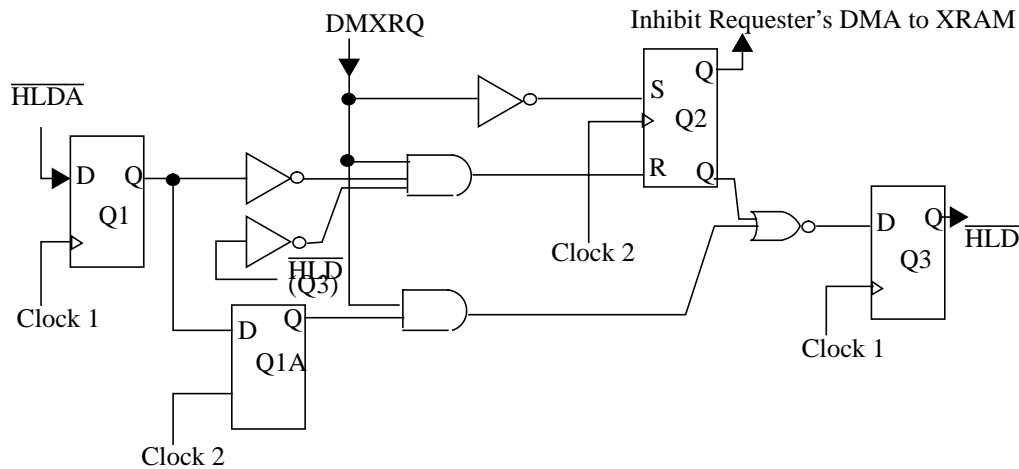 Inhibit Requester's DMA to XRAM
DMXRQ
HLDA
S
Q
Q2
R
Q
D
Q
Q1
D
Q
Q3
HLD
Clock 2
HLD
(Q3)
Clock 1
D
Q
Q1A
Clock 1
Clock 2